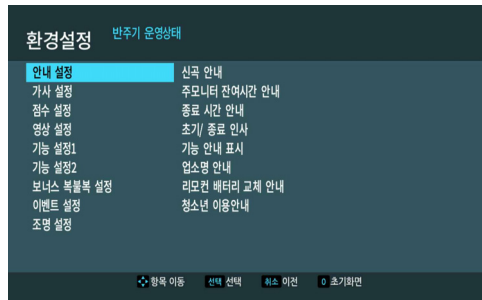 환경설정 반주기 운영상태
안내 설정
가사 설정
점수 설정
영상 설정
기능 설정1
기능 설정2
보너스 복불복 설정
이벤트 설정
조명 설정
신곡 안내
주모니터 잔여시간 안내
종료 시간 안내
초기/ 종료 인사
기능 안내 표시
업소명 안내
리모컨 배터리 교체 안내
청소년 이용안내
항목 이동 선택 선택 취소 이전 0 초기화면